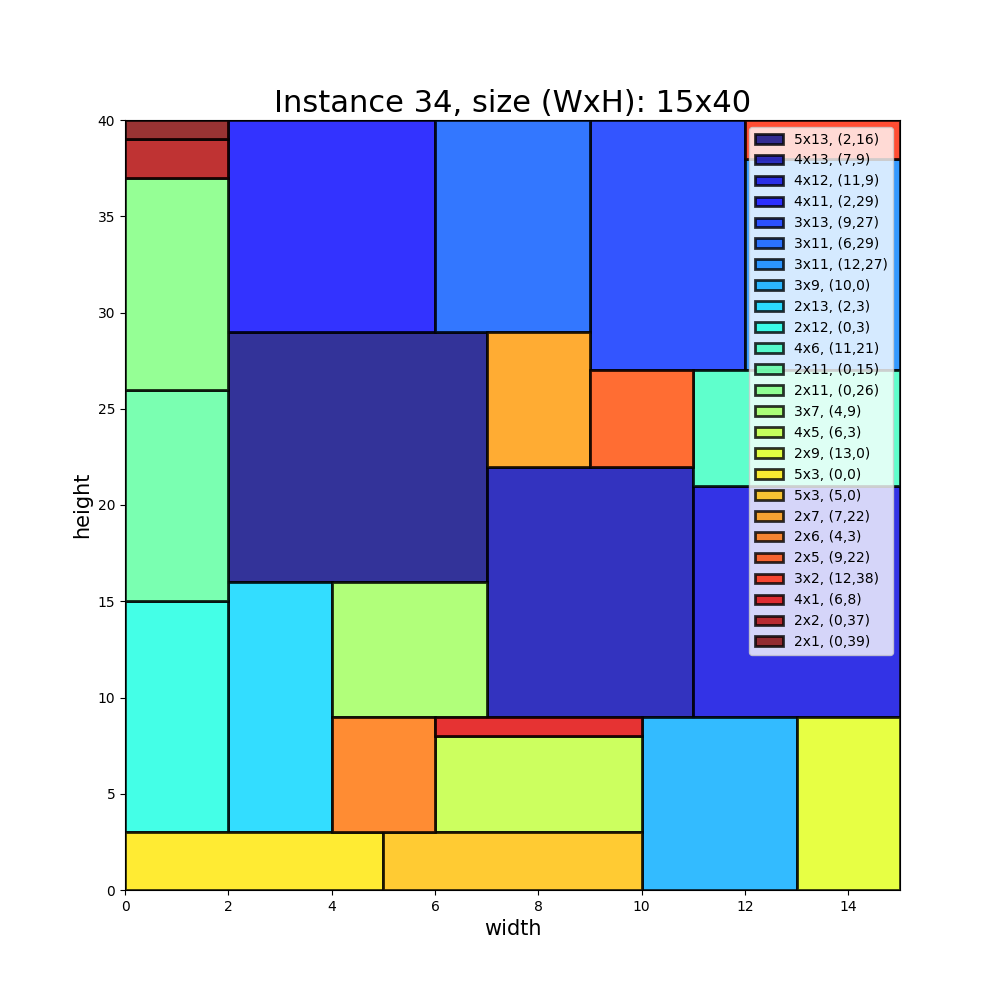 Instance 34, size (WxH): 15x40
40
35
30
25
20
15
10
5
0
height
0 2 4 6 8 10 12 14
width
5x13, (2,16)
4x13, (7,9)
4x12, (11,9)
4x11, (2,29)
3x13, (9,27)
3x11, (6,29)
3x11, (12,27)
3x9, (10,0)
2x13, (2,3)
2x12, (0,3)
4x6, (11,21)
2x11, (0,15)
2x11, (0,26)
3x7, (4,9)
4x5, (6,3)
2x9, (13,0)
5x3, (0,0)
5x3, (5,0)
2x7, (7,22)
2x6, (4,3)
2x5, (9,22)
3x2, (12,38)
4x1, (6,8)
2x2, (0,37)
2x1, (0,39)